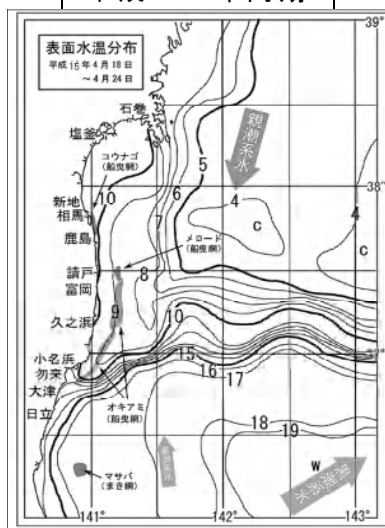 表面水温分布
平成16年4月18日
～4月24日
39°
石巻
塩釜
コウナゴ
(船曳網)
親潮系水
5
6
38°
新地
10
4
4
相馬
7
c
鹿島
メロード
(船曳網)
c
請戸
8
富岡
9
久之浜
10
小名浜
15
37°
勿来
16
17
大津
オキアミ
(船曳網)
日立
18
19
マサバ
(まき網)
W
141°
142°
143°